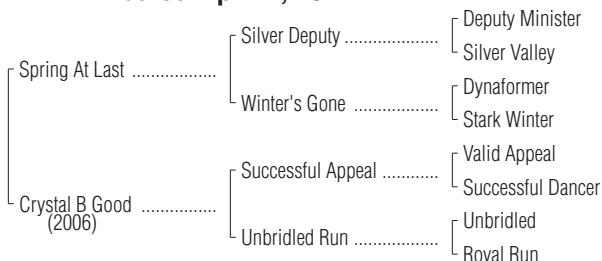 Deputy Minister
Silver Deputy ....................
Silver Valley
Spring At Last ..................
Dynaformer
Winter's Gone ..................
Stark Winter
Valid Appeal
Successful Appeal ............
Successful Dancer
Crystal B Good ................
(2006)
Unbridled
Unbridled Run ..................
Royal Run